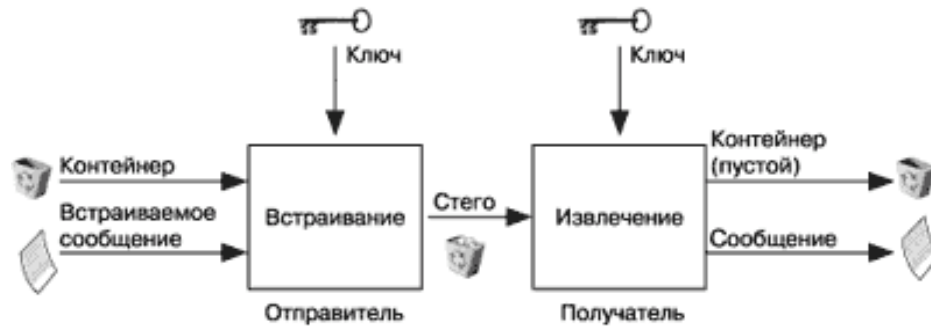 Ключ
Ключ
Контейнер
Встраиваемое
сообщение
Встраивание
Отправитель
Стего
Извлечение
Получатель
Контейнер
(пустой)
Сообщение